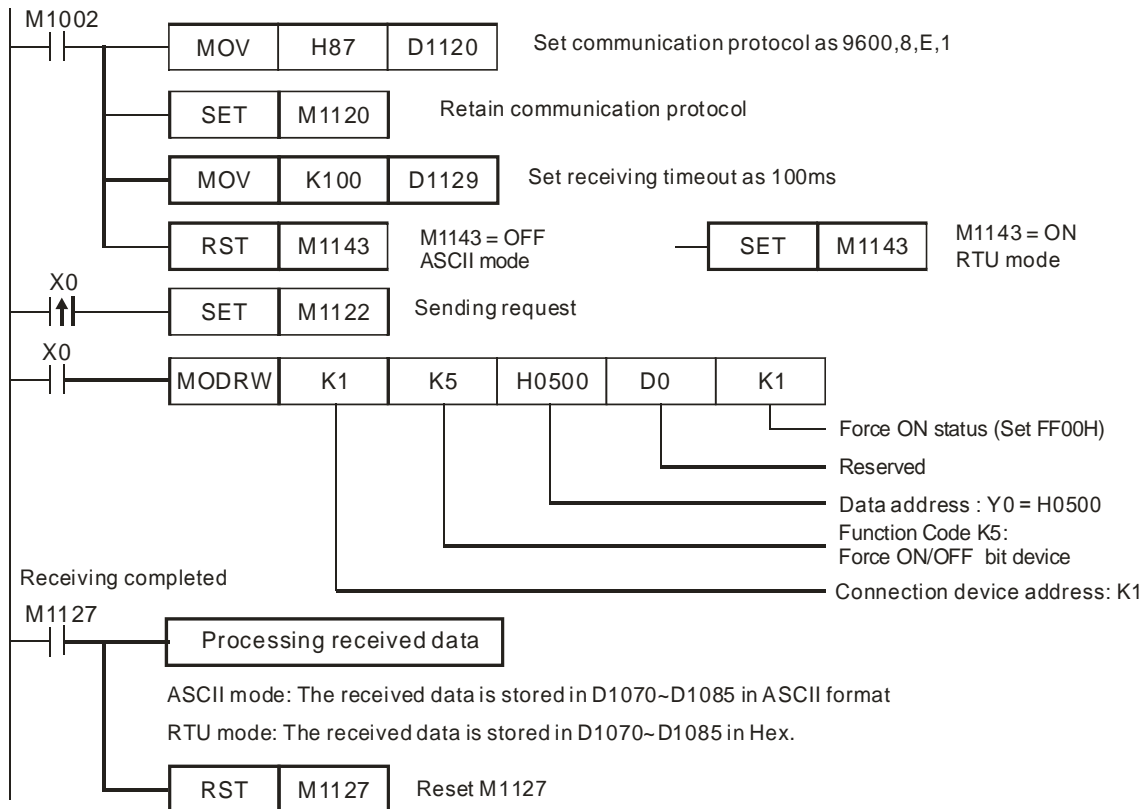 M1002
MOV H87 D1120 Set communication protocol as 9600,8,E,1
SET M1120 Retain communication protocol
MOV K100 D1129 Set receiving timeout as 100ms
RST M1143 M1143 = OFF SET M1143 M1143 = ON
ASCII mode RTU mode
X0
SET M1122 Sending request
X0
MODRW K1 K5 H0500 D0 K1
Force ON status (Set FF00H)
Reserved
Data address : Y0 = H0500
Function Code K5:
Force ON/OFF bit device
Receiving completed
Connection device address: K1
M1127
Processing received data
ASCII mode: The received data is stored in D1070~D1085 in ASCII format
RTU mode: The received data is stored in D1070~D1085 in Hex.
RST M1127 Reset M1127